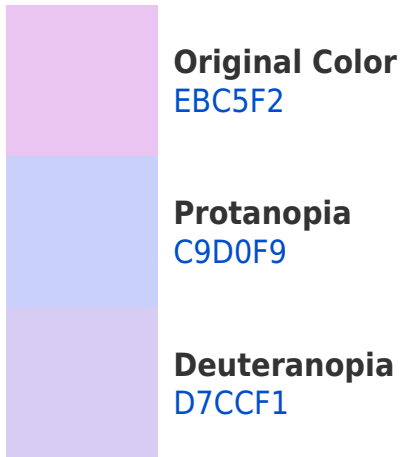 Original Color
EBC5F2
Protanopia
C9D0F9
Deuteranopia
D7CCF1